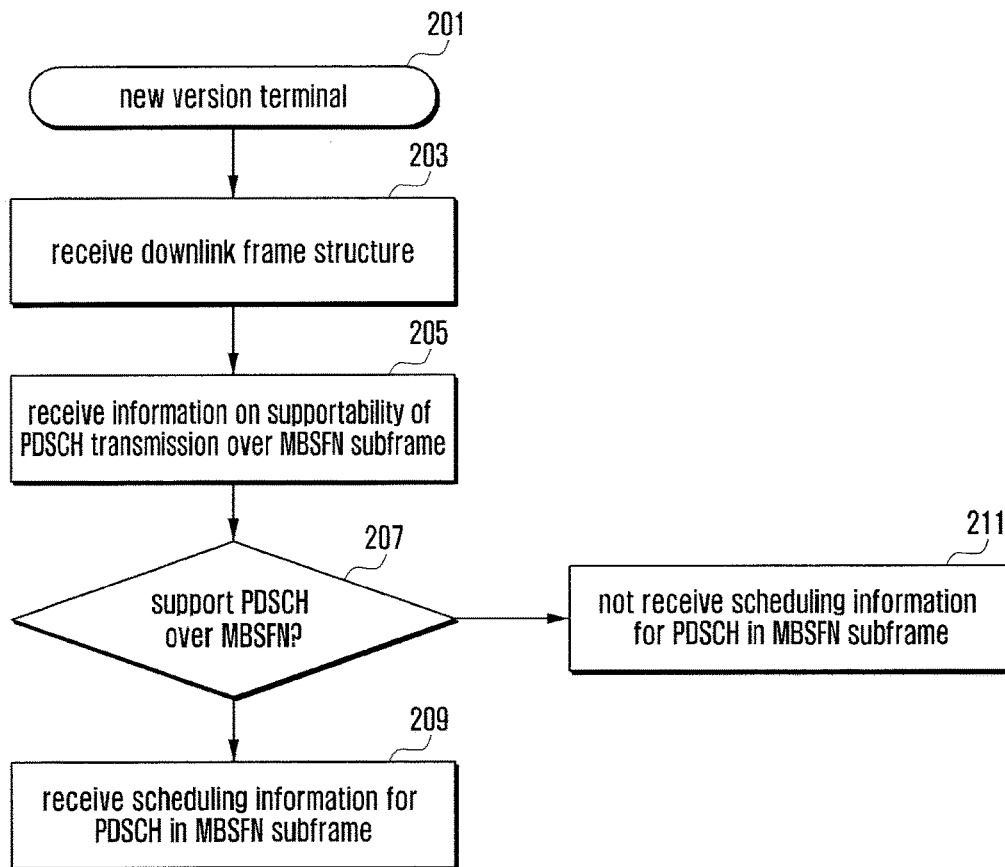 201
new version terminal
203
receive downlink frame structure
205
receive information on supportability of
PDSCH transmission over MBSFN subframe
207
support PDSCH
over MBSFN?
211
not receive scheduling information
for PDSCH in MBSFN subframe
209
receive scheduling information for
PDSCH in MBSFN subframe